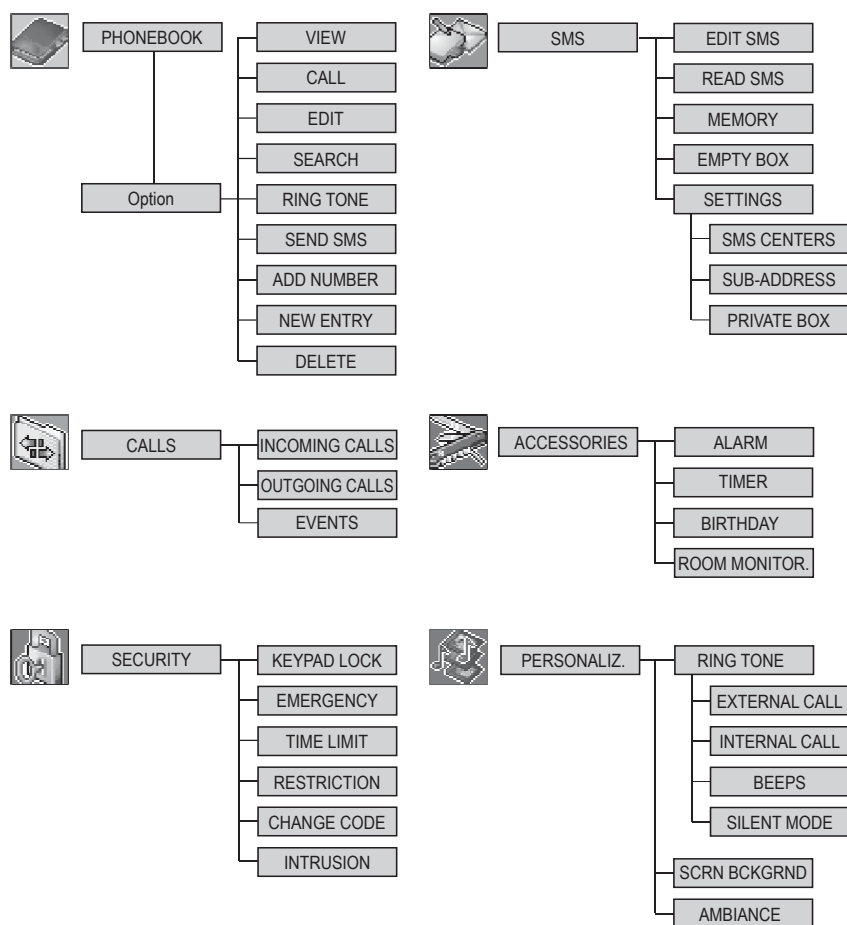 PHONEBOOK
VIEW
CALL
EDIT
SEARCH
Option
RING TONE
SEND SMS
ADD NUMBER
NEW ENTRY
DELETE
SMS
EDIT SMS
READ SMS
MEMORY
EMPTY BOX
SETTINGS
SMS CENTERS
SUB-ADDRESS
PRIVATE BOX
CALLS
INCOMING CALLS
OUTGOING CALLS
EVENTS
ACCESSORIES
ALARM
TIMER
BIRTHDAY
ROOM MONITOR.
SECURITY
KEYPAD LOCK
EMERGENCY
TIME LIMIT
RESTRICTION
CHANGE CODE
INTRUSION
PERSONALIZ.
RING TONE
EXTERNAL CALL
INTERNAL CALL
BEEPS
SILENT MODE
SCRN BCKGRND
AMBIANCE